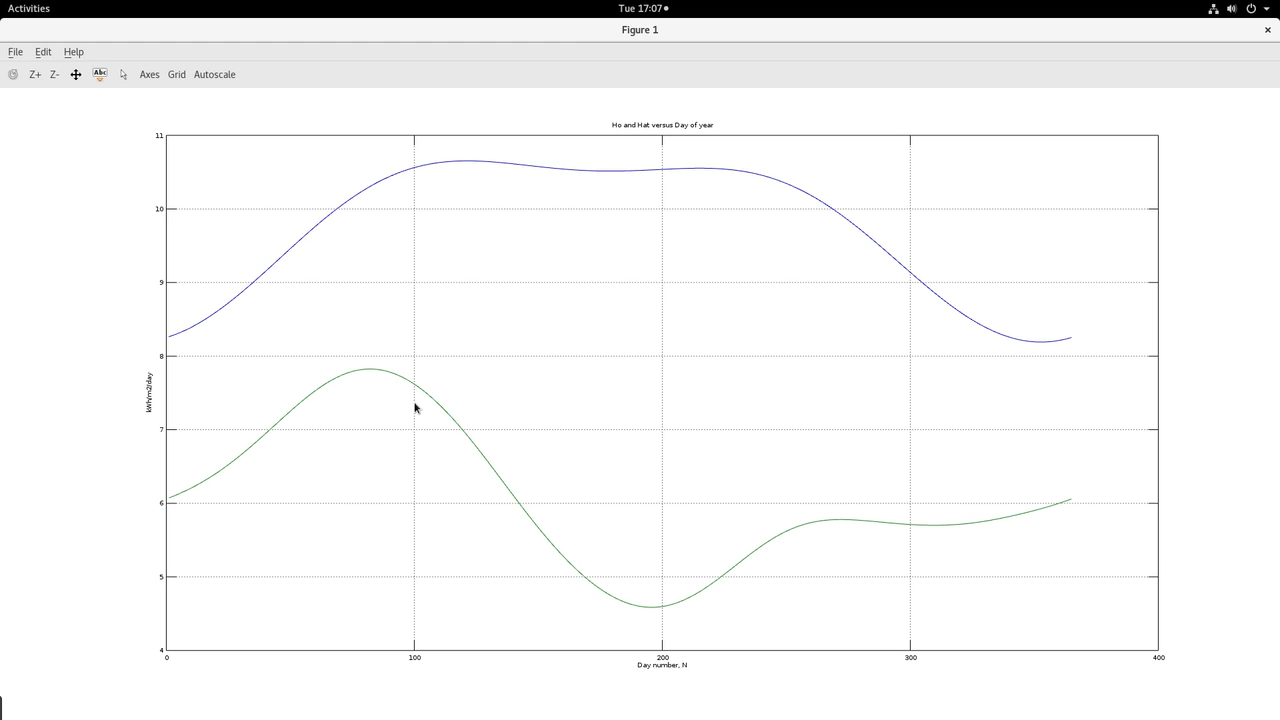 Activities
Tue 17:07
Figure 1
File Edit Help
Z+ Z- Abc Axes Grid Autoscale
Ho and Hat versus Day of year
11
10
9
8
7
6
5
4
kWh/m2/day
0 100 200 300 400
Day number, N